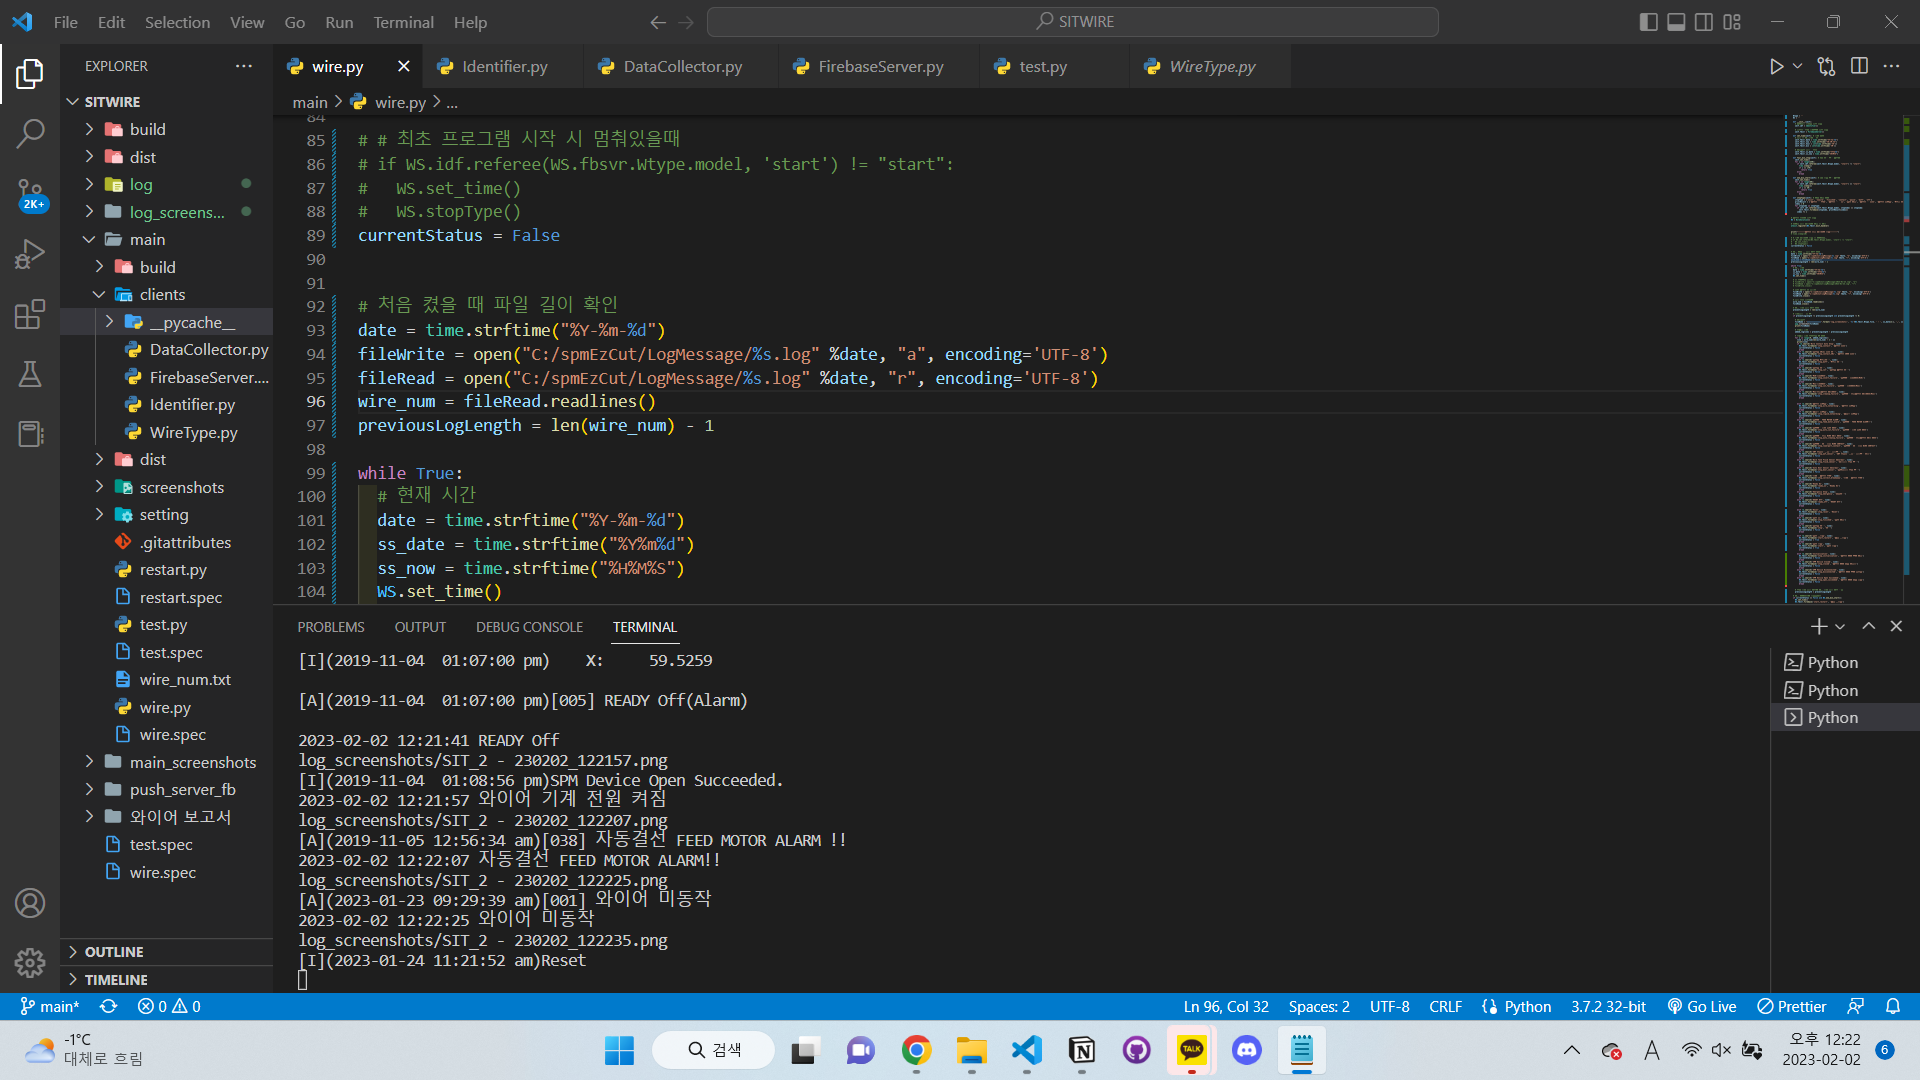 File Edit Selection View Go Run Terminal Help
SITWIRE
EXPLORER
wire.py
Identifier.py
DataCollector.py
FirebaseServer.py
test.py
WireType.py
main > wire.py > ...
SITWIRE
build
dist
log
log_screens...
main
build
clients
__pycache__
DataCollector.py
FirebaseServer....
Identifier.py
WireType.py
dist
screenshots
setting
.gitattributes
restart.py
restart.spec
test.py
test.spec
wire_num.txt
wire.py
wire.spec
main_screenshots
push_server_fb
와이어 보고서
test.spec
wire.spec
OUTLINE
TIMELINE
2K+
84
85 # # 최초 프로그램 시작 시 멈춰있을때
86 # if WS.idf.referee(WS.fbsvr.Wtype.model, 'start') != "start":
87 #   WS.set_time()
88 #   WS.stopType()
89 currentStatus = False
90
91
92 # 처음 켰을 때 파일 길이 확인
93 date = time.strftime("%Y-%m-%d")
94 fileWrite = open("C:/spmEzCut/LogMessage/%s.log" %date, "a", encoding='UTF-8')
95 fileRead = open("C:/spmEzCut/LogMessage/%s.log" %date, "r", encoding='UTF-8')
96 wire_num = fileRead.readlines()
97 previousLogLength = len(wire_num) - 1
98
99 while True:
100   # 현재 시간
101   date = time.strftime("%Y-%m-%d")
102   ss_date = time.strftime("%Y%m%d")
103   ss_now = time.strftime("%H%M%S")
104   WS.set_time()
PROBLEMS OUTPUT DEBUG CONSOLE TERMINAL
[I](2019-11-04  01:07:00 pm)    X:     59.5259
[A](2019-11-04  01:07:00 pm)[005] READY Off(Alarm)
2023-02-02 12:21:41 READY Off
log_screenshots/SIT_2 - 230202_122157.png
[I](2019-11-04  01:08:56 pm)SPM Device Open Succeeded.
2023-02-02 12:21:57 와이어 기계 전원 켜짐
log_screenshots/SIT_2 - 230202_122207.png
[A](2019-11-05 12:56:34 am)[038] 자동결선 FEED MOTOR ALARM !!
2023-02-02 12:22:07 자동결선 FEED MOTOR ALARM!!
log_screenshots/SIT_2 - 230202_122225.png
[A](2023-01-23 09:29:39 am)[001] 와이어 미동작
2023-02-02 12:22:25 와이어 미동작
log_screenshots/SIT_2 - 230202_122235.png
[I](2023-01-24 11:21:52 am)Reset
Python
Python
Python
main* 0 0 Ln 96, Col 32 Spaces: 2 UTF-8 CRLF Python 3.7.2 32-bit Go Live Prettier
-1°C
대체로 흐림
검색
TALK
A
오후 12:22
2023-02-02
6